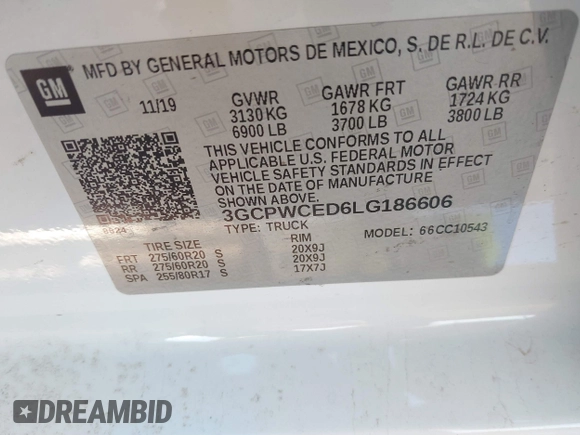 GM
MFD BY GENERAL MOTORS DE MEXICO, S. DE R.L. DE C.V.
11/19
GVWR
3130 KG
6900 LB
GAWR FRT
1678 KG
3700 LB
GAWR RR
1724 KG
3800 LB
THIS VEHICLE CONFORMS TO ALL
APPLICABLE U.S. FEDERAL MOTOR
VEHICLE SAFETY STANDARDS IN EFFECT
ON THE DATE OF MANUFACTURE
SHOWN ABOVE.
3GCPWCED6LG186606
TYPE: TRUCK
MODEL: 66CC10543
8824
TIRE SIZE RIM
FRT 275/60R20 S 20X9J
RR 275/60R20 S 20X9J
SPA 255/80R17 S 17X7J
DREAMBID